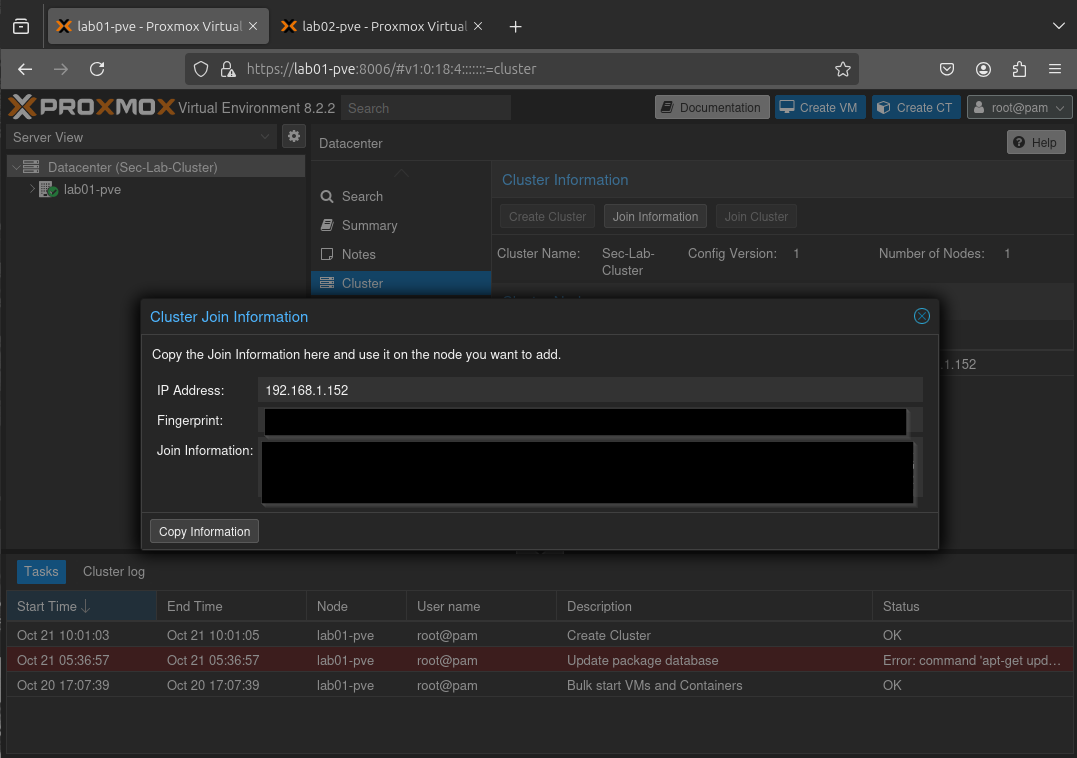 lab01-pve - Proxmox Virtual
lab02-pve - Proxmox Virtual
https://lab01-pve:8006/#v1:0:18:4:::::::=cluster
PROXMOX Virtual Environment 8.2.2 Search Documentation Create VM Create CT root@pam
Server View
Datacenter
Help
Datacenter (Sec-Lab-Cluster)
lab01-pve
Search
Summary
Notes
Cluster
Cluster Information
Create Cluster Join Information Join Cluster
Cluster Name: Sec-Lab-Cluster Config Version: 1 Number of Nodes: 1
.1.152
Cluster Join Information
Copy the Join Information here and use it on the node you want to add.
IP Address: 192.168.1.152
Fingerprint:
Join Information:
Copy Information
Tasks Cluster log
Start Time End Time Node User name Description Status
Oct 21 10:01:03 Oct 21 10:01:05 lab01-pve root@pam Create Cluster OK
Oct 21 05:36:57 Oct 21 05:36:57 lab01-pve root@pam Update package database Error: command 'apt-get upd...
Oct 20 17:07:39 Oct 20 17:07:39 lab01-pve root@pam Bulk start VMs and Containers OK